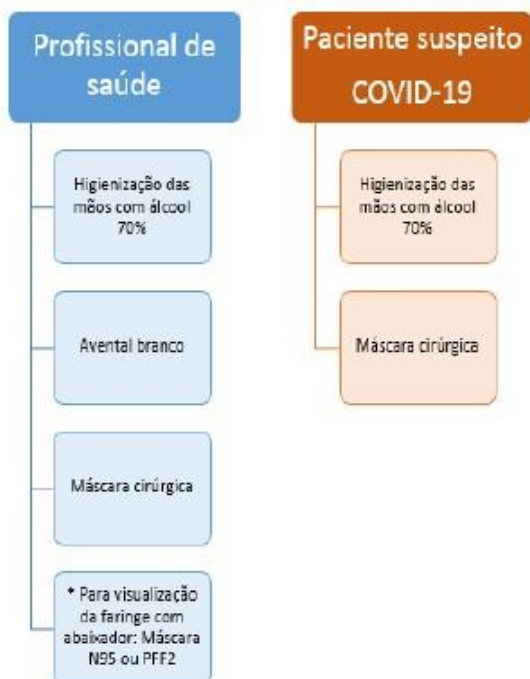 Profissional de
saúde
Higienização das
mãos com álcool
70%
Avental branco
Máscara cirúrgica
* Para visualização
da faringe com
abaixador: Máscara
N95 ou PFF2
Paciente suspeito
COVID-19
Higienização das
mãos com álcool
70%
Máscara cirúrgica